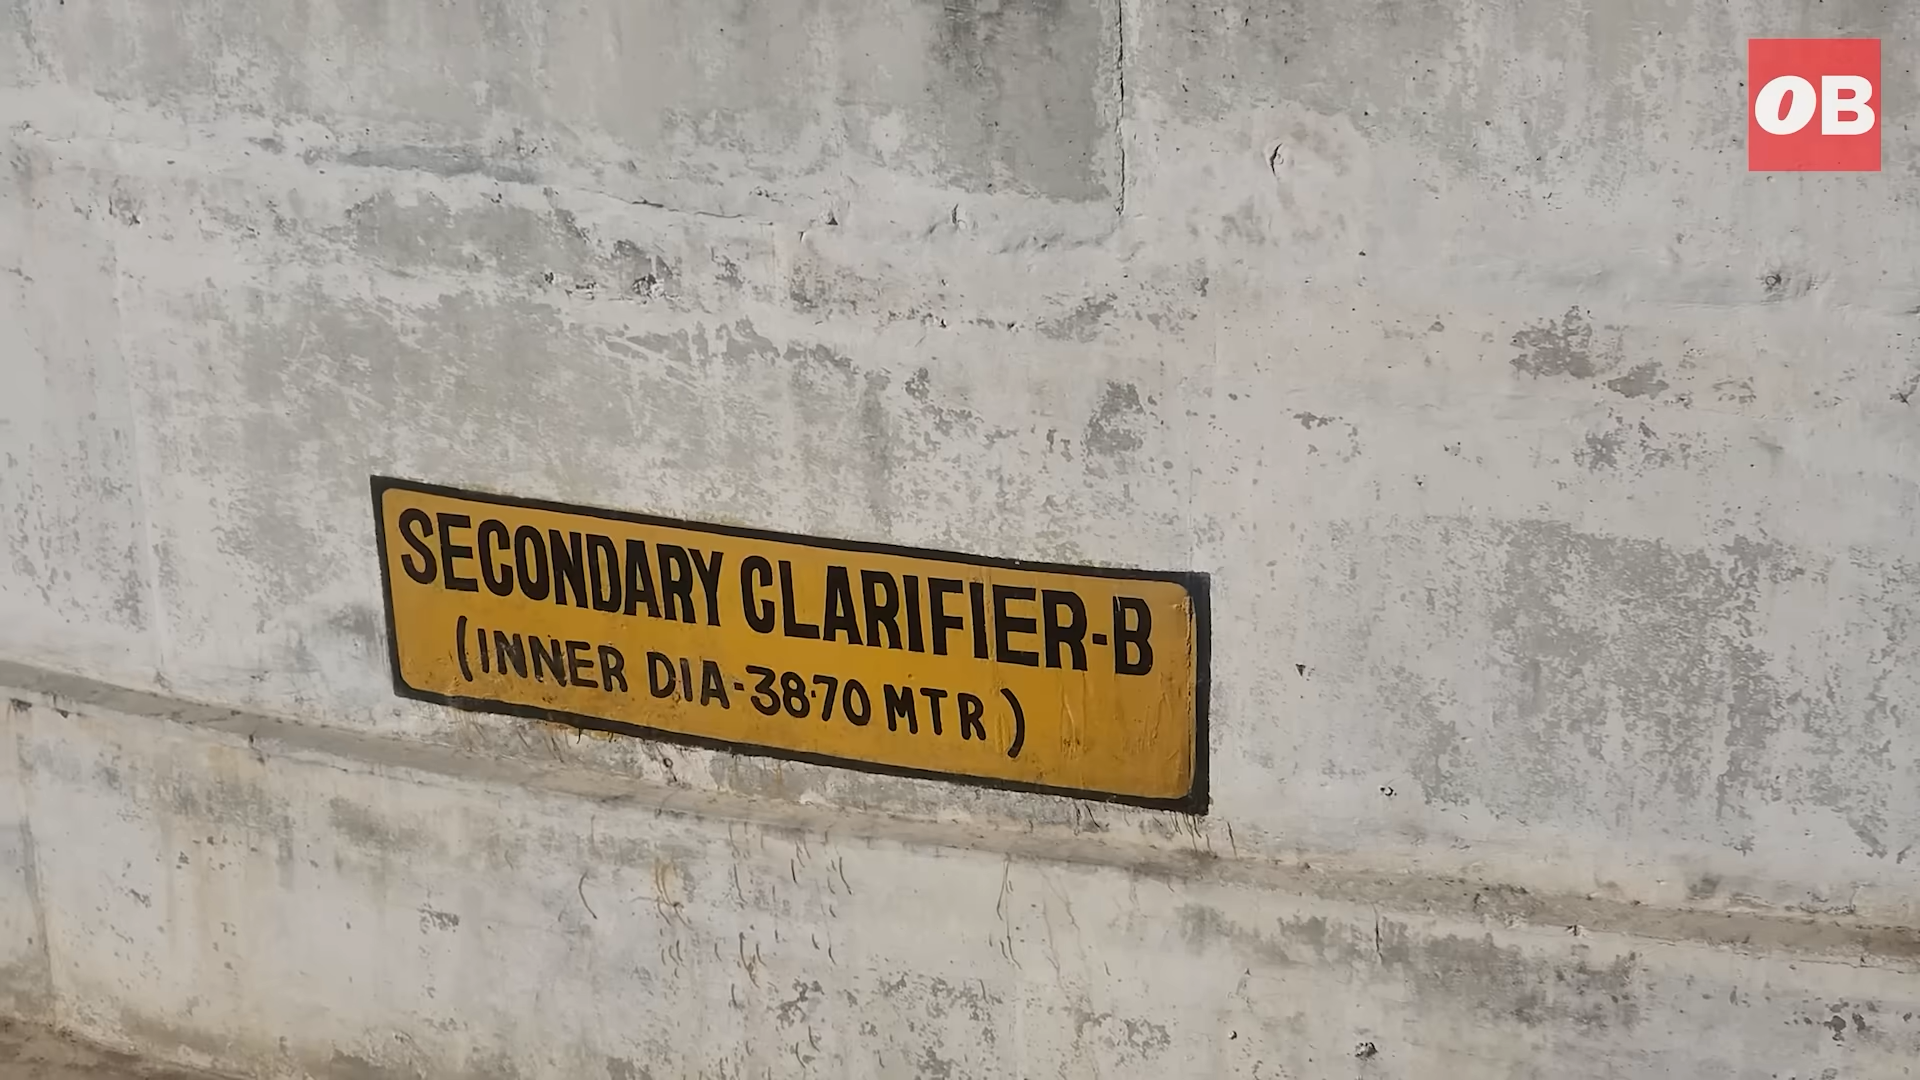 OB
SECONDARY CLARIFIER-B
(INNER DIA-38·70 MTR)